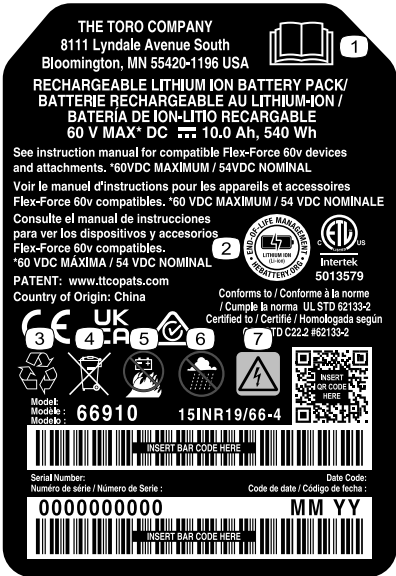 THE TORO COMPANY
8111 Lyndale Avenue South
Bloomington, MN 55420-1196 USA
1
RECHARGEABLE LITHIUM ION BATTERY PACK/
BATTERIE RECHARGEABLE AU LITHIUM-ION /
BATERÍA DE ION-LITIO RECARGABLE
60 V MAX* DC 10.0 Ah, 540 Wh
See instruction manual for compatible Flex-Force 60v devices
and attachments. *60VDC MAXIMUM / 54VDC NOMINAL
Voir le manuel d'instructions pour les appareils et accessoires
Flex-Force 60v compatibles. *60 VDC MAXIMUM / 54 VDC NOMINALE
Consulte el manual de instrucciones
para ver los dispositivos y accesorios
Flex-Force 60v compatibles.
*60 VDC MÁXIMA / 54 VDC NOMINAL
2
END-OF-LIFE MANAGEMENT
LITHIUM ION
(Li-ion)
HEBATTERY.ORG
C ETL US
Intertek
5013579
PATENT: www.ttcopats.com
Country of Origin: China
Conforms to / Conforme à la norme
/ Cumple la norma UL STD 62133-2
Certified to / Certifié / Homologada según
STD C22.2 #62133-2
CE
UK
CA
3 4 5 6 7
INSERT
QR CODE
HERE
Model:
Modèle :
Modelo :
66910
15INR19/66-4
INSERT BAR CODE HERE
Serial Number:
Numéro de série / Número de Serie :
Date Code:
Code de date / Código de fecha :
0000000000
MM YY
INSERT BAR CODE HERE